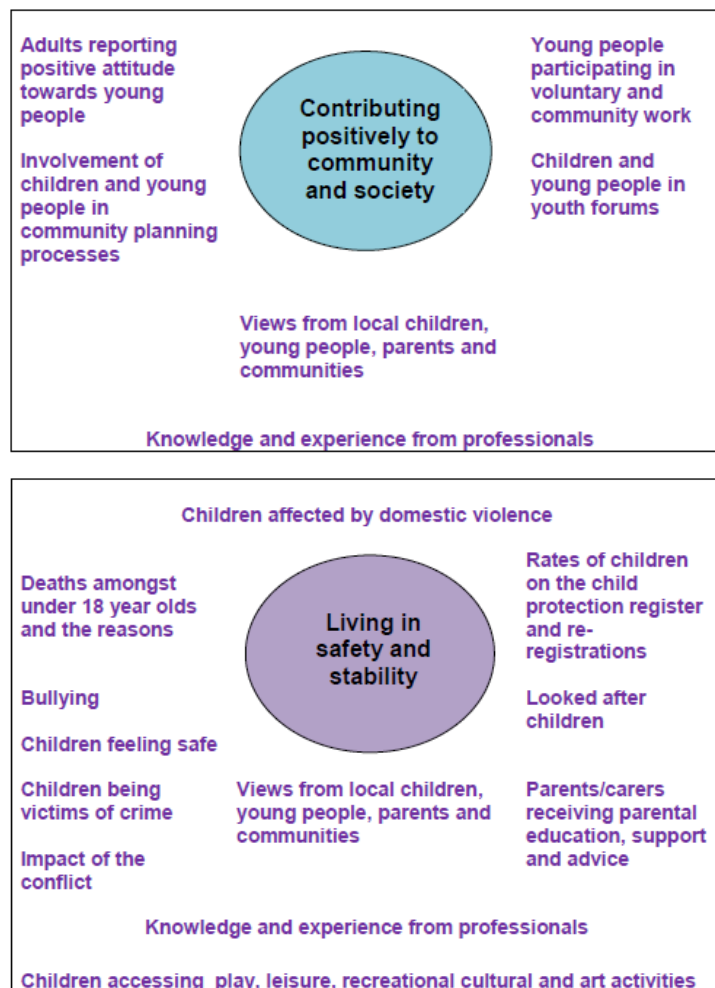 Adults reporting
positive attitude
towards young
people
Involvement of
children and young
people in
community planning
processes
Contributing
positively to
community
and society
Young people
participating in
voluntary and
community work
Children and
young people in
youth forums
Views from local children,
young people, parents and
communities
Knowledge and experience from professionals
Children affected by domestic violence
Deaths amongst
under 18 year olds
and the reasons
Bullying
Children feeling safe
Children being
victims of crime
Impact of the
conflict
Living in
safety and
stability
Views from local children,
young people, parents and
communities
Rates of children
on the child
protection register
and re-
registrations
Looked after
children
Parents/carers
receiving parental
education, support
and advice
Knowledge and experience from professionals
Children accessing play, leisure, recreational cultural and art activities